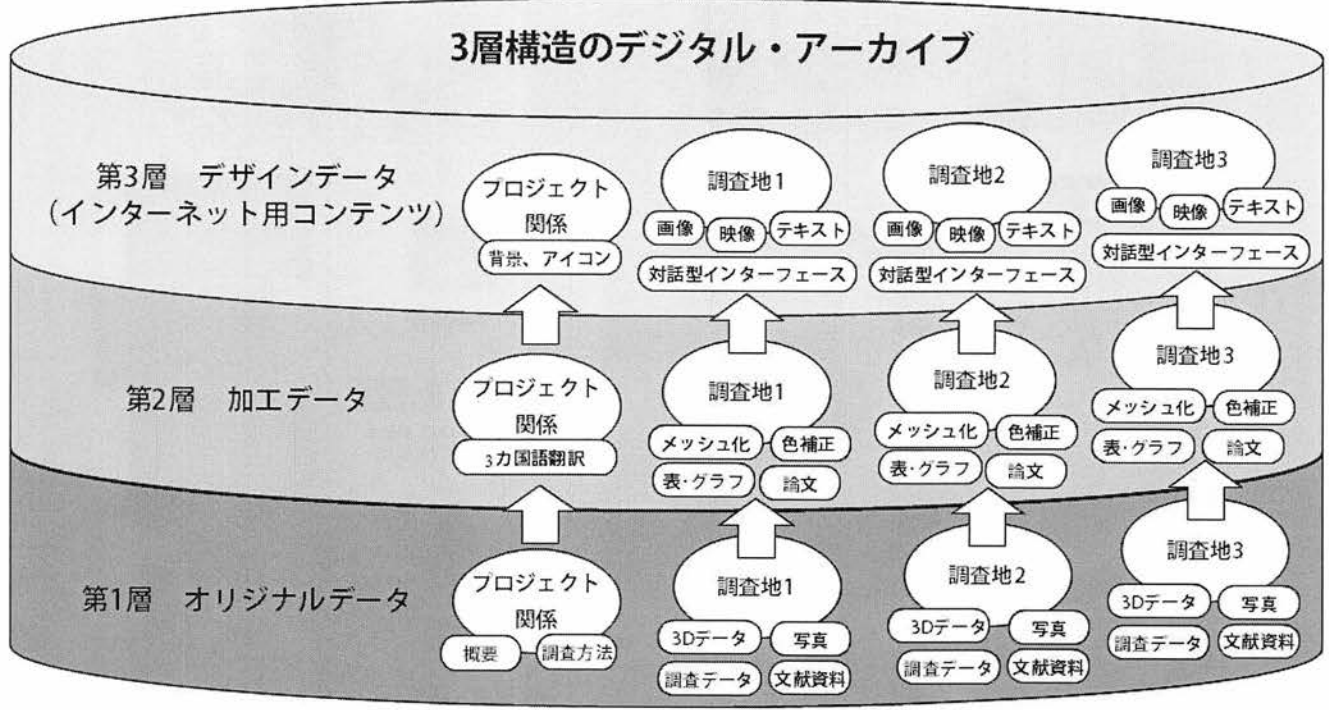 3層構造のデジタル・アーカイブ
第3層 デザインデータ
(インターネット用コンテンツ)
プロジェクト
関係
背景、アイコン
調査地1
画像
映像
テキスト
対話型インターフェース
調査地2
画像
映像
テキスト
対話型インターフェース
調査地3
画像
映像
テキスト
対話型インターフェース
第2層 加工データ
プロジェクト
関係
3カ国語翻訳
調査地1
メッシュ化
色補正
表・グラフ
論文
調査地2
メッシュ化
色補正
表・グラフ
論文
調査地3
メッシュ化
色補正
表・グラフ
論文
第1層 オリジナルデータ
プロジェクト
関係
概要
調査方法
調査地1
3Dデータ
写真
調査データ
文献資料
調査地2
3Dデータ
写真
調査データ
文献資料
調査地3
3Dデータ
写真
調査データ
文献資料